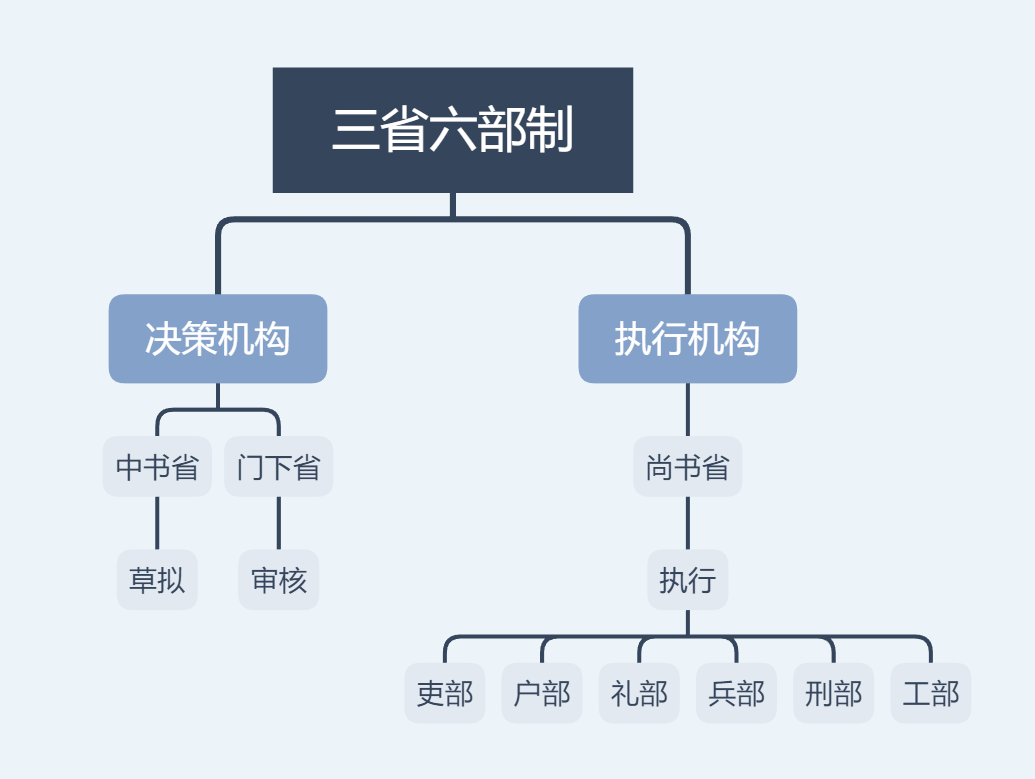 三省六部制
决策机构
执行机构
中书省
门下省
尚书省
草拟
审核
执行
吏部
户部
礼部
兵部
刑部
工部